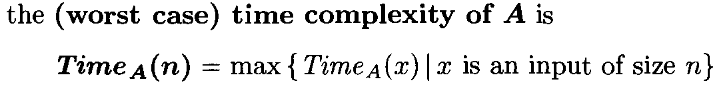 the (worst case) time complexity of A is
Time_A(n) = max { Time_A(x) | x is an input of size n}